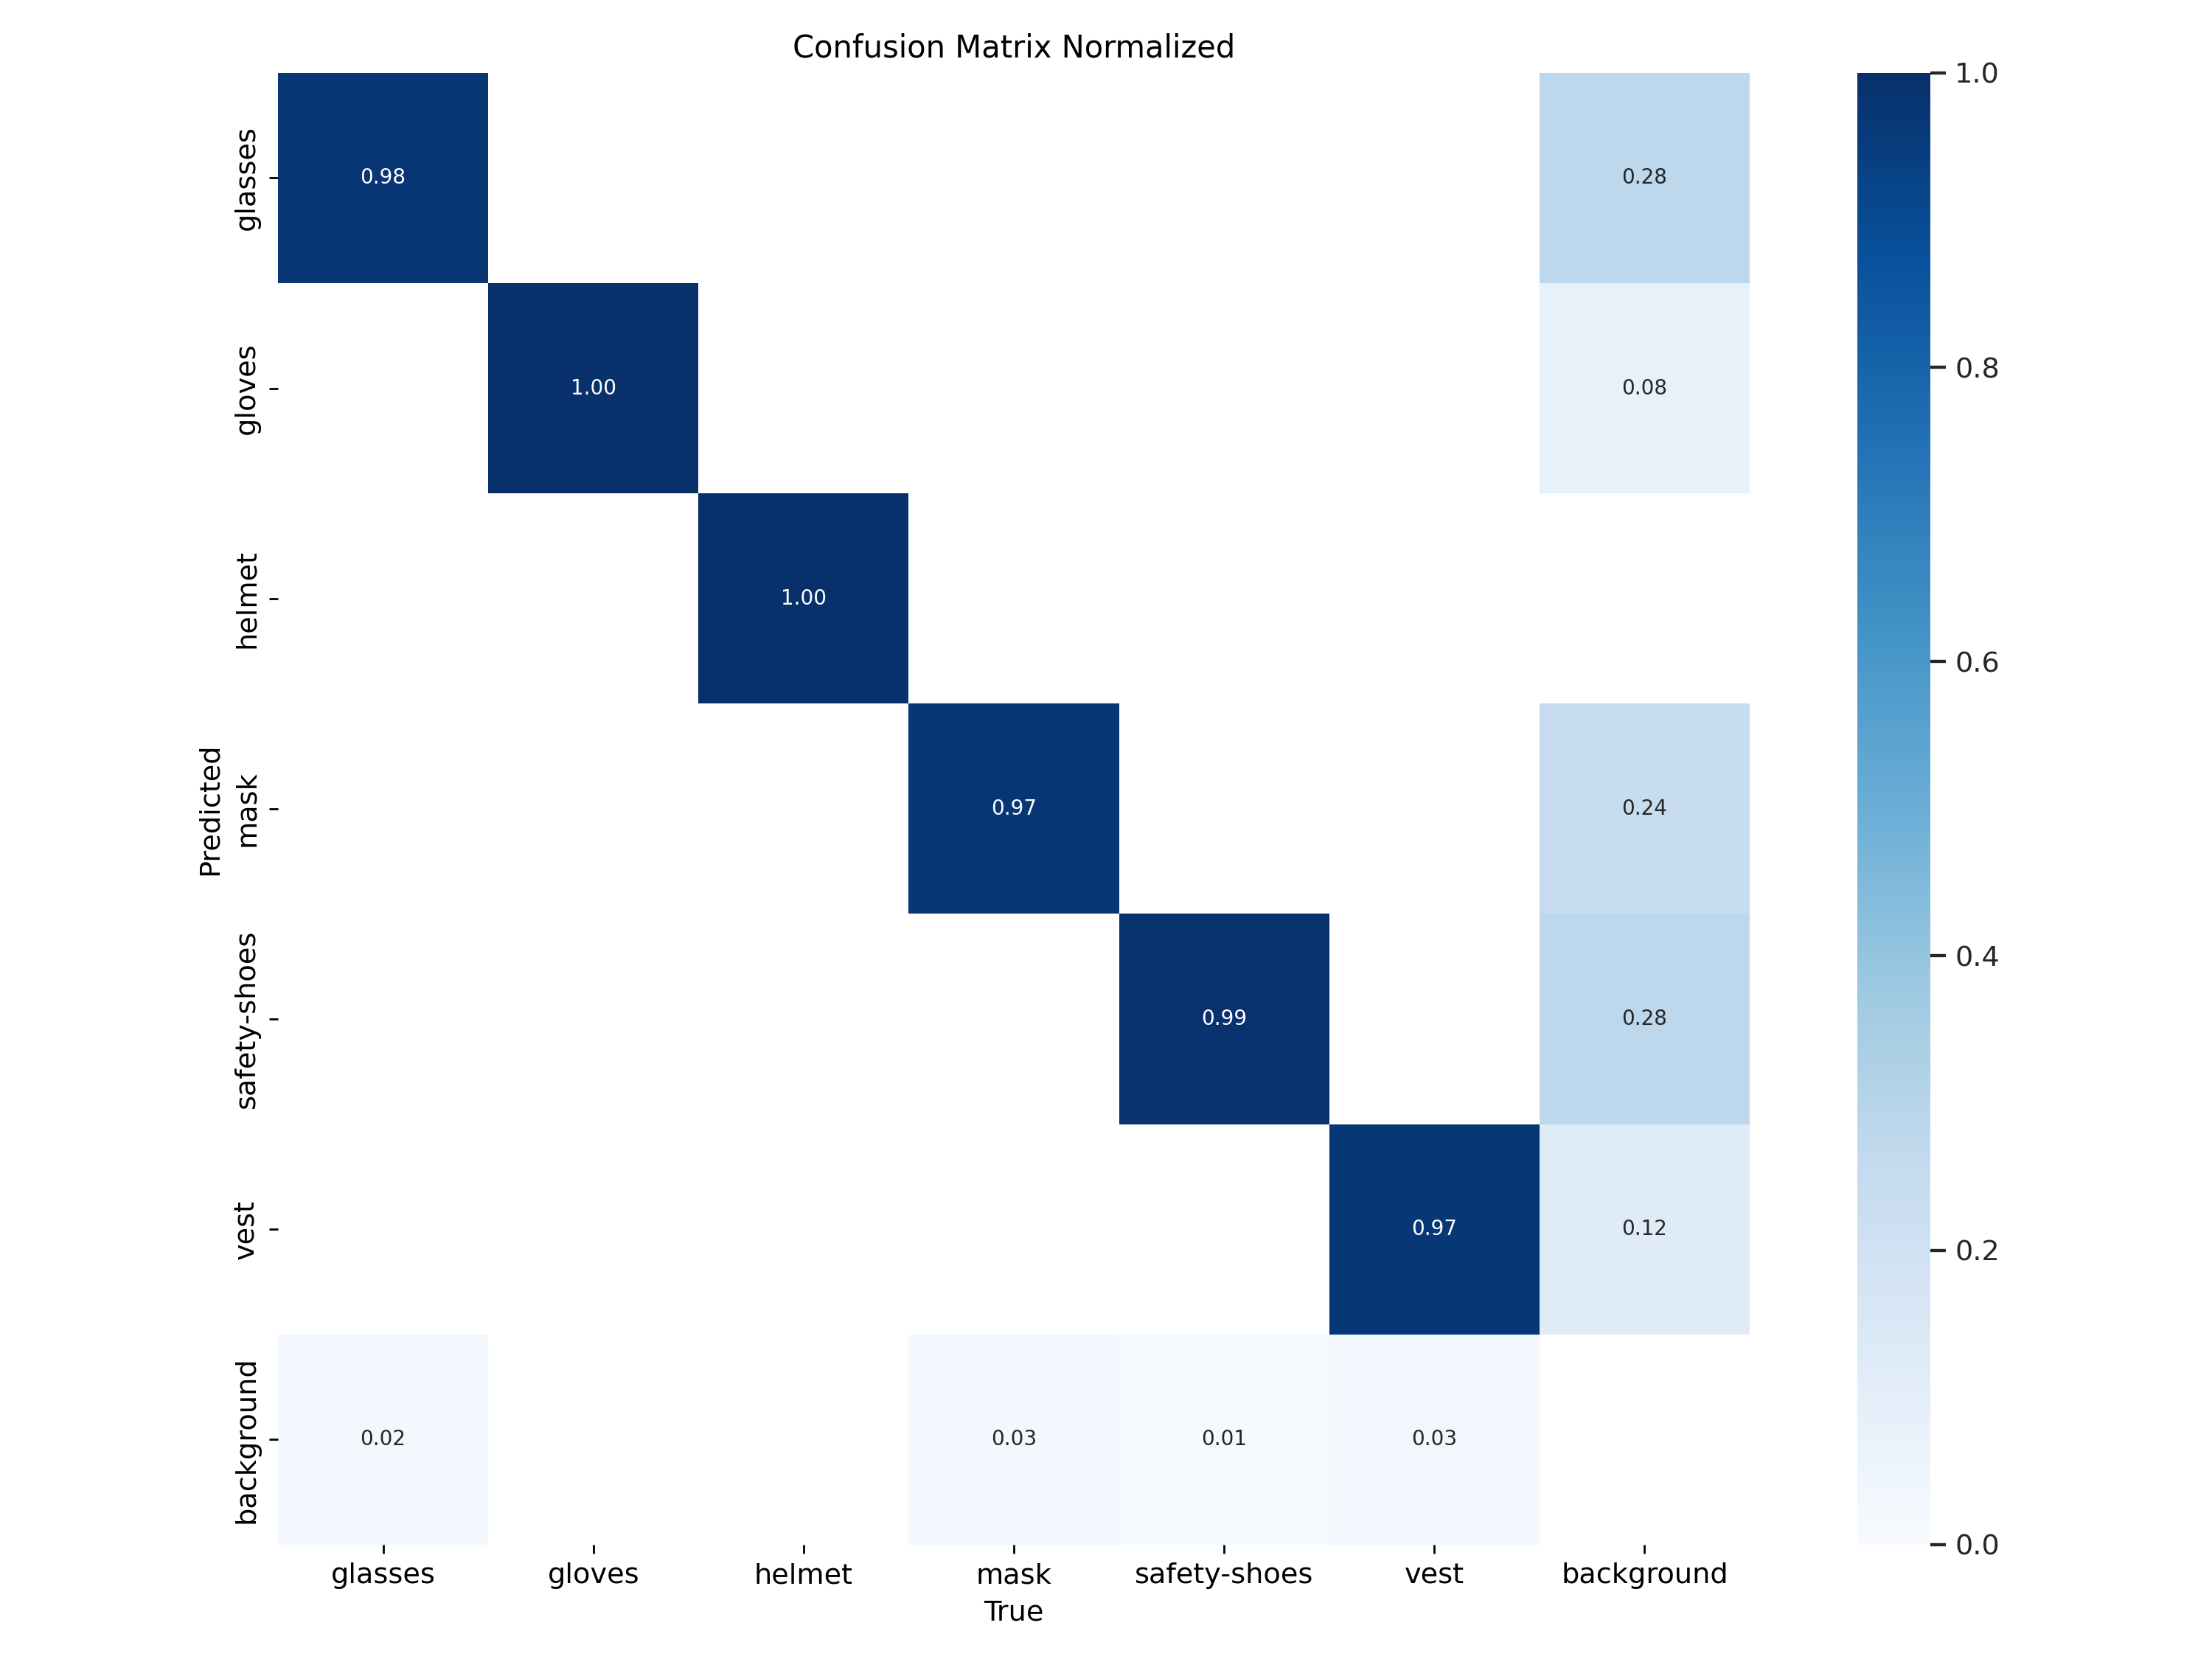 Confusion Matrix Normalized
1.0
glasses
0.98
0.28
gloves
1.00
0.08
0.8
helmet
1.00
0.6
Predicted
mask
0.97
0.24
0.4
safety-shoes
0.99
0.28
vest
0.97
0.12
0.2
background
0.02
0.03
0.01
0.03
0.0
glasses gloves helmet mask safety-shoes vest background
True